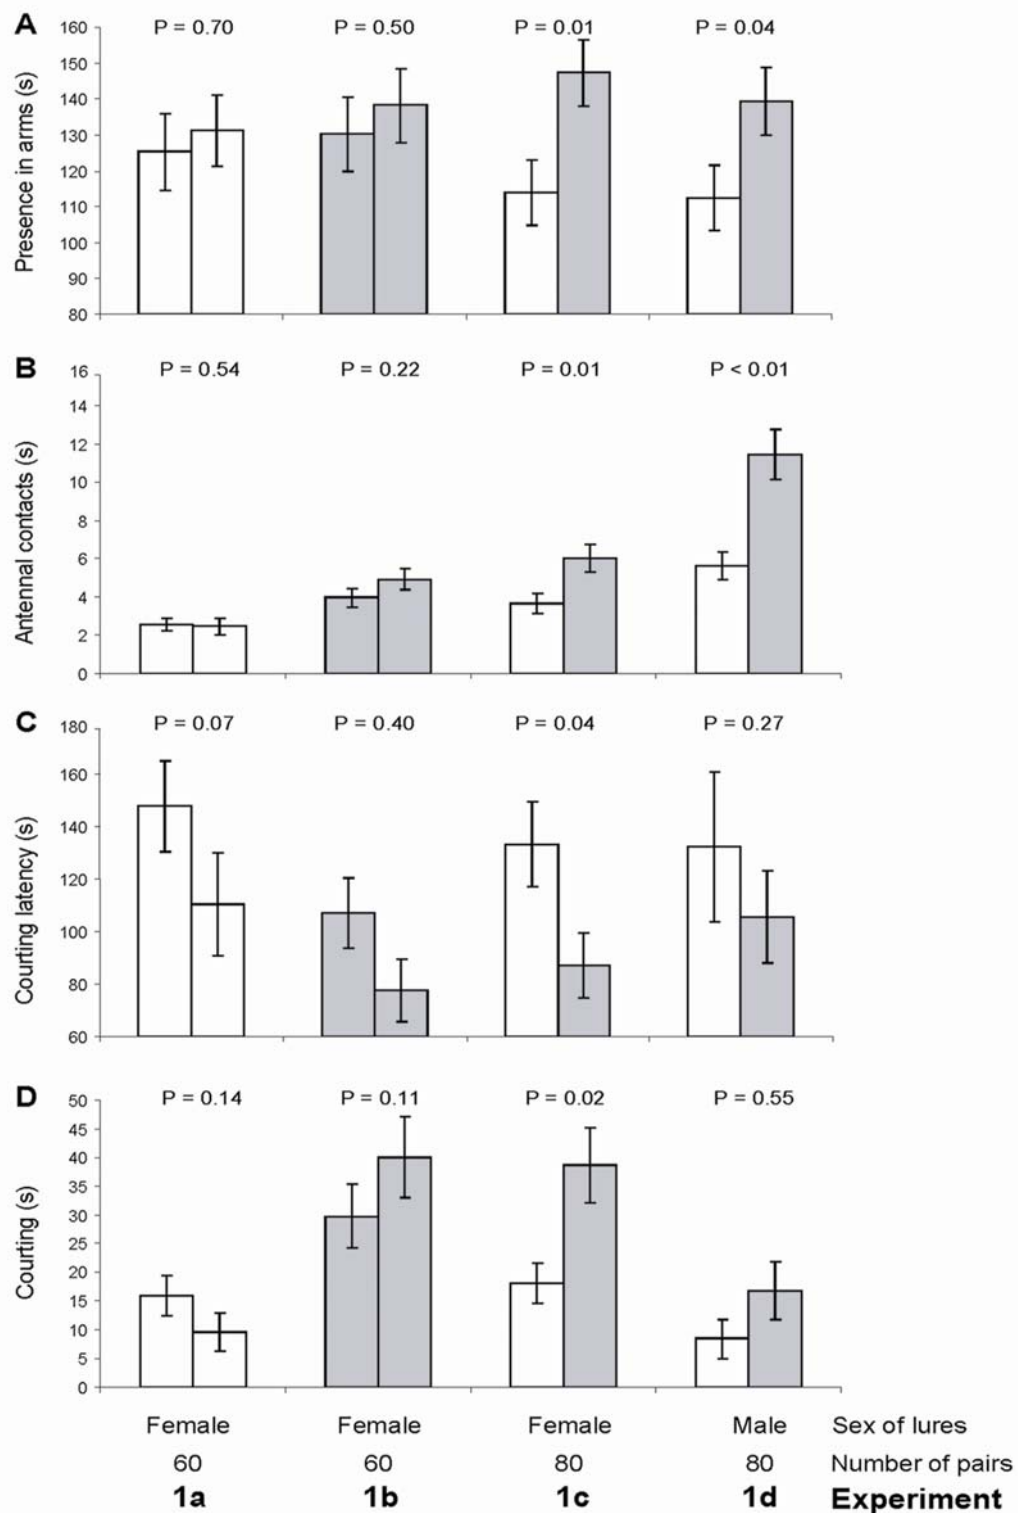 A
P = 0.70 P = 0.50 P = 0.01 P = 0.04
Presence in arms (s)
160
150
140
130
120
110
100
90
80
B
P = 0.54 P = 0.22 P = 0.01 P < 0.01
Antennal contacts (s)
16
14
12
10
8
6
4
2
0
C
P = 0.07 P = 0.40 P = 0.04 P = 0.27
Courting latency (s)
180
160
140
120
100
80
60
D
P = 0.14 P = 0.11 P = 0.02 P = 0.55
Courting (s)
50
45
40
35
30
25
20
15
10
5
0
Female Female Female Male Sex of lures
60 60 80 80 Number of pairs
1a 1b 1c 1d Experiment